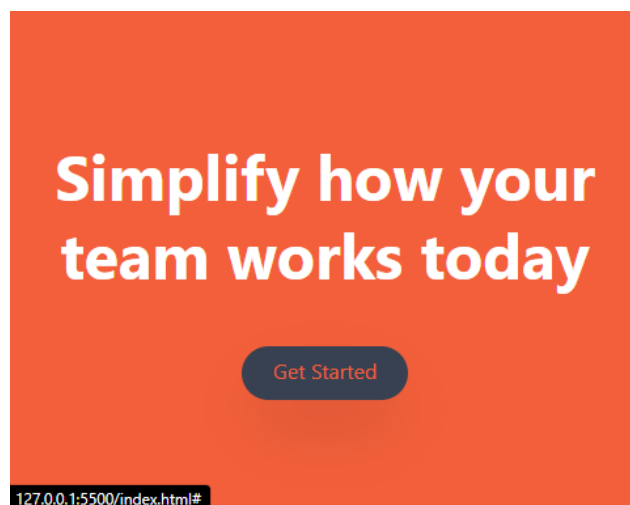 Simplify how your
team works today
Get Started
127.0.0.1:5500/index.html#